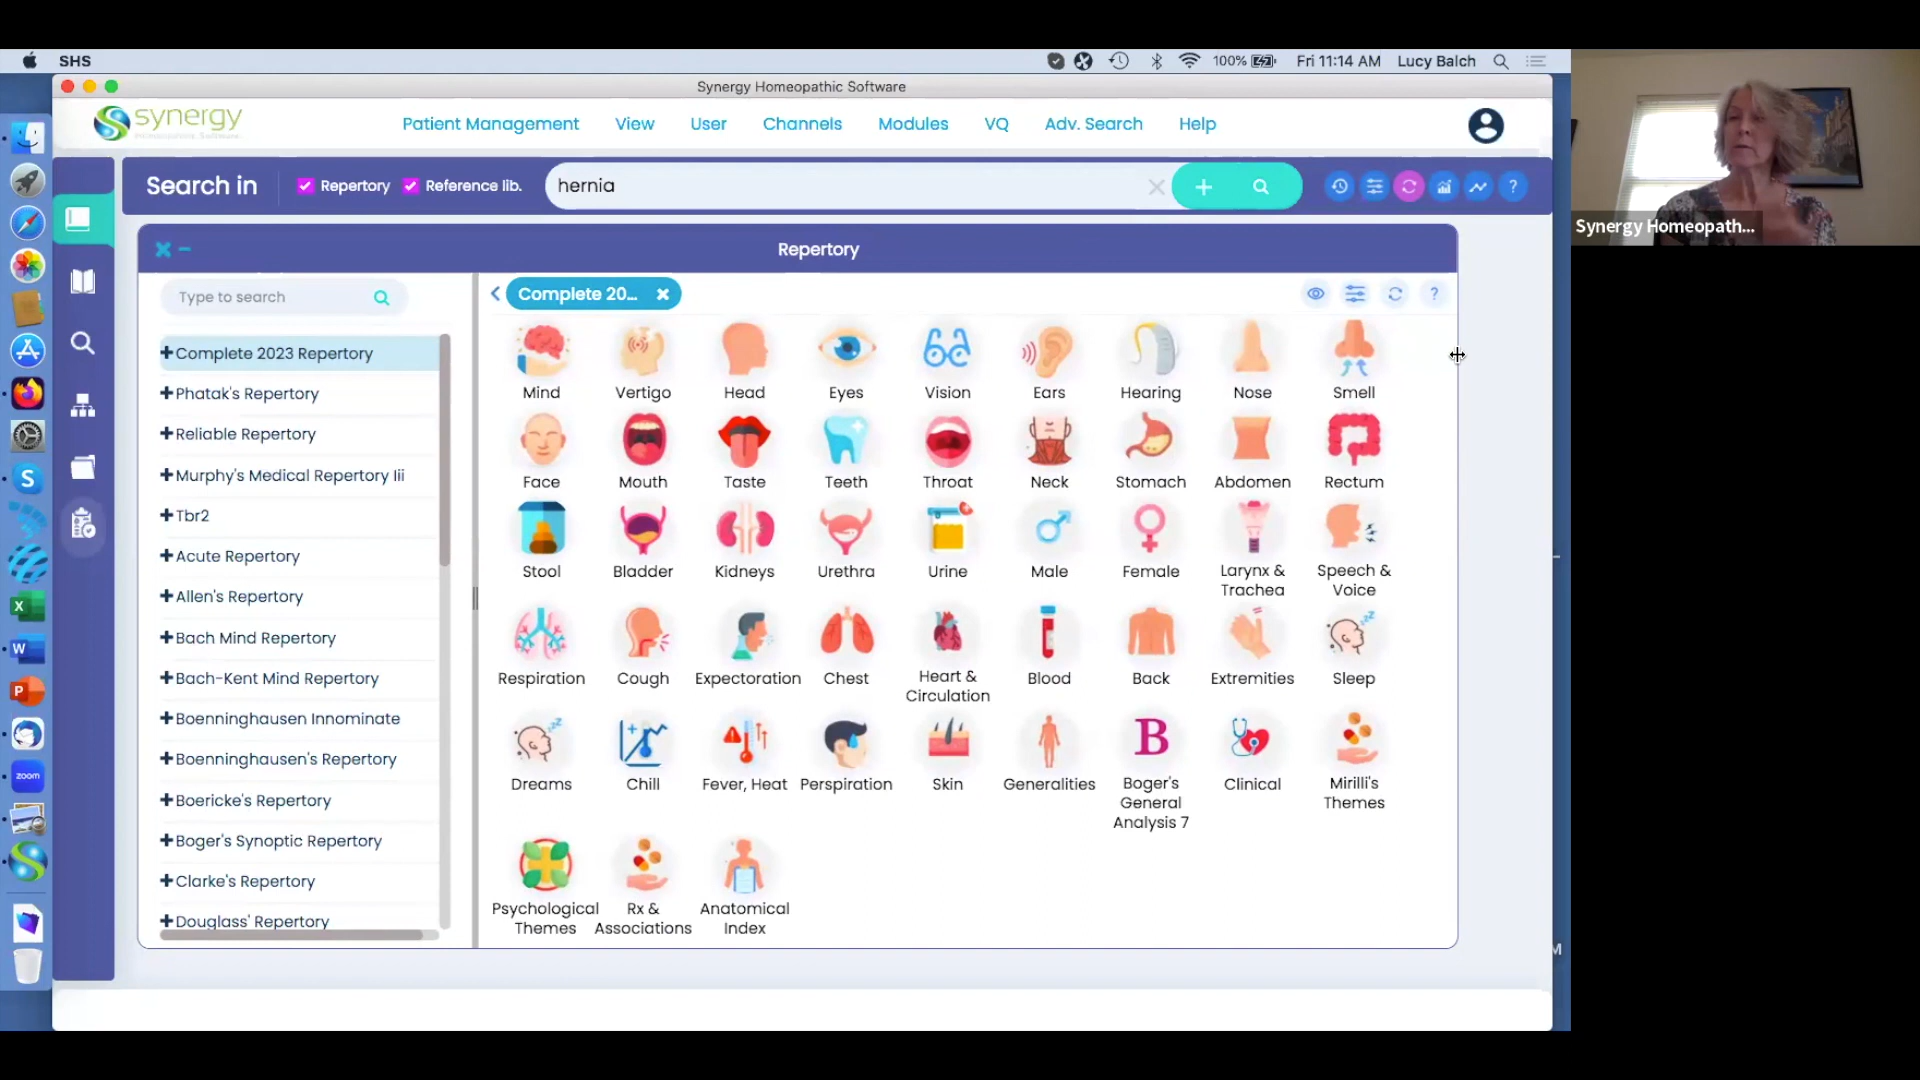 SHS
100%
Fri 11:14 AM
Lucy Balch
Synergy Homeopathic Software
synergy
Patient Management
View
User
Channels
Modules
VQ
Adv. Search
Help
Search in
Repertory
Reference lib.
hernia
Synergy Homeopath...
Repertory
Type to search
Complete 20...
Complete 2023 Repertory
Phatak's Repertory
Reliable Repertory
Murphy's Medical Repertory Iii
Tbr2
Acute Repertory
Allen's Repertory
Bach Mind Repertory
Bach-Kent Mind Repertory
Boenninghausen Innominate
Boenninghausen's Repertory
Boericke's Repertory
Boger's Synoptic Repertory
Clarke's Repertory
Douglass' Repertory
Mind
Vertigo
Head
Eyes
Vision
Ears
Hearing
Nose
Smell
Face
Mouth
Taste
Teeth
Throat
Neck
Stomach
Abdomen
Rectum
Stool
Bladder
Kidneys
Urethra
Urine
Male
Female
Larynx &
Trachea
Speech &
Voice
Respiration
Cough
Expectoration
Chest
Heart &
Circulation
Blood
Back
Extremities
Sleep
Dreams
Chill
Fever, Heat
Perspiration
Skin
Generalities
B
Boger's
General
Analysis 7
Clinical
Mirilli's
Themes
Psychological
Themes
Rx &
Associations
Anatomical
Index
zoom